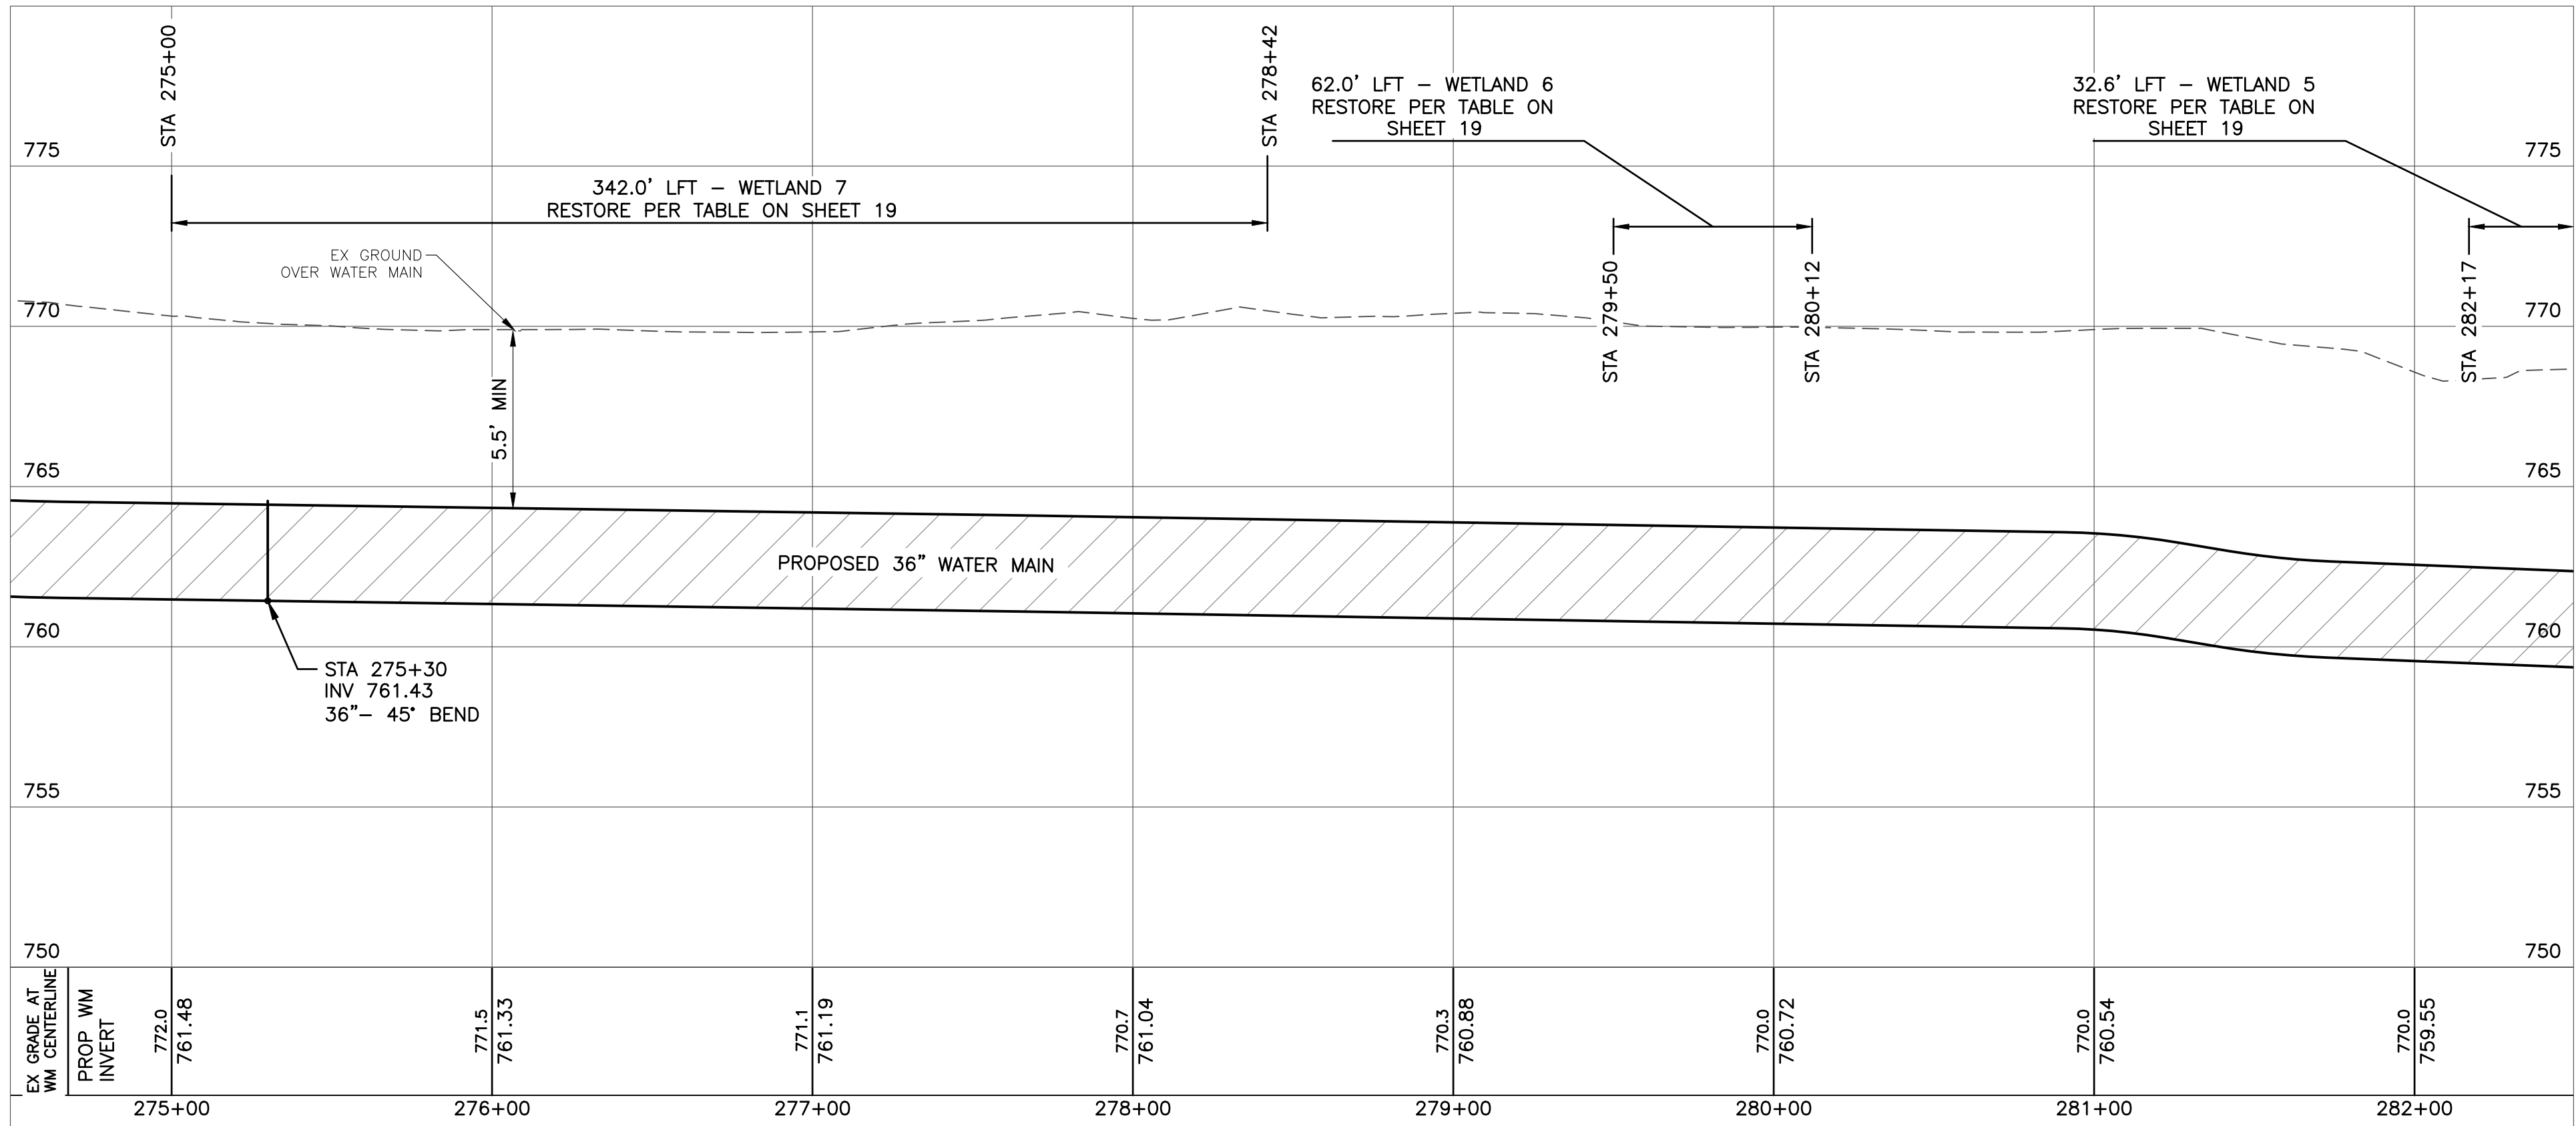 STA 275+00
STA 278+42
62.0' LFT – WETLAND 6
RESTORE PER TABLE ON
SHEET 19
32.6' LFT – WETLAND 5
RESTORE PER TABLE ON
SHEET 19
775
775
342.0' LFT – WETLAND 7
RESTORE PER TABLE ON SHEET 19
EX GROUND
OVER WATER MAIN
STA 279+50
STA 280+12
STA 282+17
770
770
5.5' MIN
765
765
PROPOSED 36" WATER MAIN
760
760
STA 275+30
INV 761.43
36"– 45° BEND
755
755
750
750
EX GRADE AT
WM CENTERLINE
PROP WM
INVERT
772.0
761.48
771.5
761.33
771.1
761.19
770.7
761.04
770.3
760.88
770.0
760.72
770.0
760.54
770.0
759.55
275+00
276+00
277+00
278+00
279+00
280+00
281+00
282+00